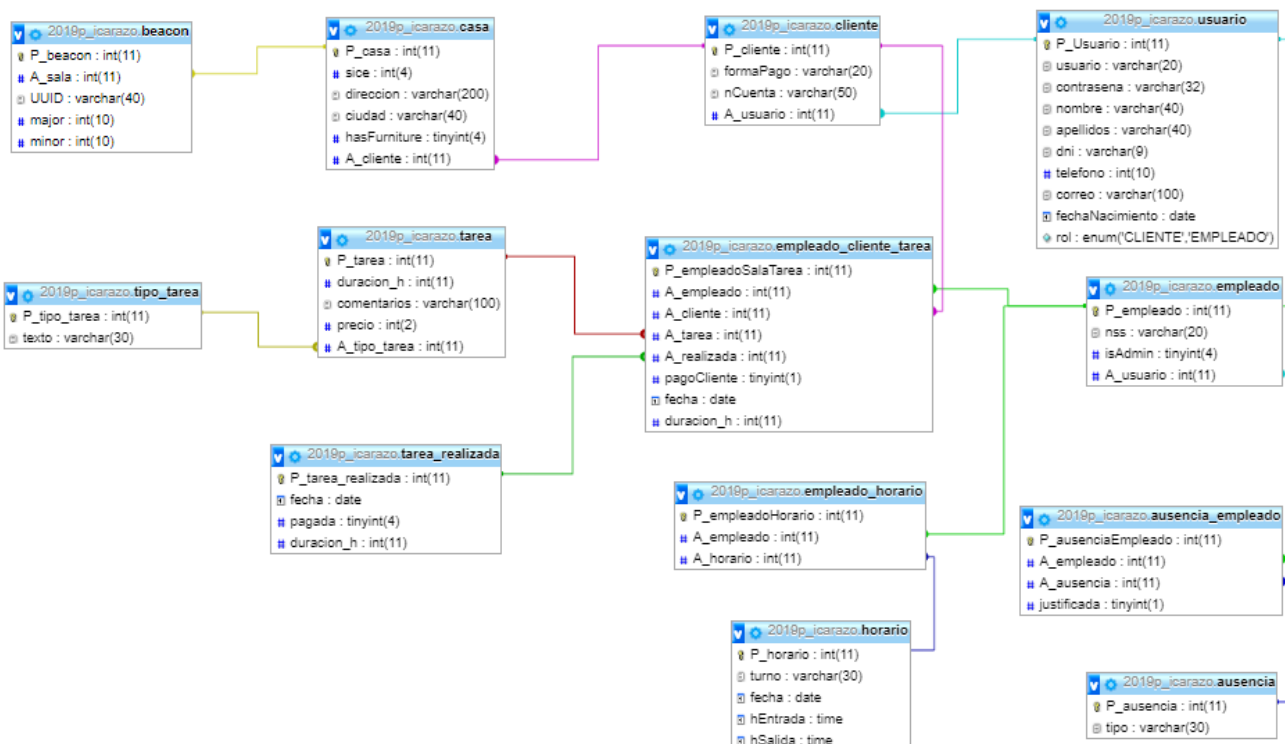 2019p_icarazo.beacon
P_beacon : int(11)
A_sala : int(11)
UUID : varchar(40)
major : int(10)
minor : int(10)
2019p_icarazo.casa
P_casa : int(11)
sice : int(4)
direccion : varchar(200)
ciudad : varchar(40)
hasFurniture : tinyint(4)
A_cliente : int(11)
2019p_icarazo.cliente
P_cliente : int(11)
formaPago : varchar(20)
nCuenta : varchar(50)
A_usuario : int(11)
2019p_icarazo.usuario
P_Usuario : int(11)
usuario : varchar(20)
contrasena : varchar(32)
nombre : varchar(40)
apellidos : varchar(40)
dni : varchar(9)
telefono : int(10)
correo : varchar(100)
fechaNacimiento : date
rol : enum('CLIENTE','EMPLEADO')
2019p_icarazo.tipo_tarea
P_tipo_tarea : int(11)
texto : varchar(30)
2019p_icarazo.tarea
P_tarea : int(11)
duracion_h : int(11)
comentarios : varchar(100)
precio : int(2)
A_tipo_tarea : int(11)
2019p_icarazo.empleado_cliente_tarea
P_empleadoSalaTarea : int(11)
A_empleado : int(11)
A_cliente : int(11)
A_tarea : int(11)
A_realizada : int(11)
pagoCliente : tinyint(1)
fecha : date
duracion_h : int(11)
2019p_icarazo.empleado
P_empleado : int(11)
nss : varchar(20)
isAdmin : tinyint(4)
A_usuario : int(11)
2019p_icarazo.tarea_realizada
P_tarea_realizada : int(11)
fecha : date
pagada : tinyint(4)
duracion_h : int(11)
2019p_icarazo.empleado_horario
P_empleadoHorario : int(11)
A_empleado : int(11)
A_horario : int(11)
2019p_icarazo.ausencia_empleado
P_ausenciaEmpleado : int(11)
A_empleado : int(11)
A_ausencia : int(11)
justificada : tinyint(1)
2019p_icarazo.horario
P_horario : int(11)
turno : varchar(30)
fecha : date
hEntrada : time
hSalida : time
2019p_icarazo.ausencia
P_ausencia : int(11)
tipo : varchar(30)